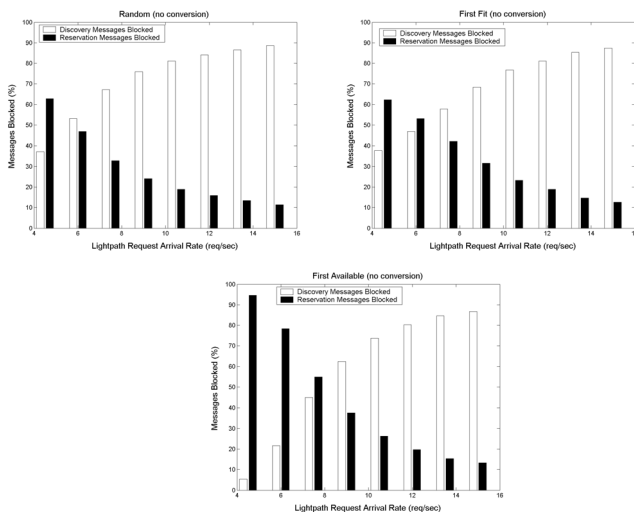 Random (no conversion)
Discovery Messages Blocked
Reservation Messages Blocked
100
90
80
70
60
50
40
30
20
10
0
Messages Blocked (%)
4 6 8 10 12 14 16
Lightpath Request Arrival Rate (req/sec)
First Fit (no conversion)
Discovery Messages Blocked
Reservation Messages Blocked
100
90
80
70
60
50
40
30
20
10
0
Messages Blocked (%)
4 6 8 10 12 14
Lightpath Request Arrival Rate (req/sec)
First Available (no conversion)
Discovery Messages Blocked
Reservation Messages Blocked
100
90
80
70
60
50
40
30
20
10
0
Messages Blocked (%)
4 6 8 10 12 14 16
Lightpath Request Arrival Rate (req/sec)